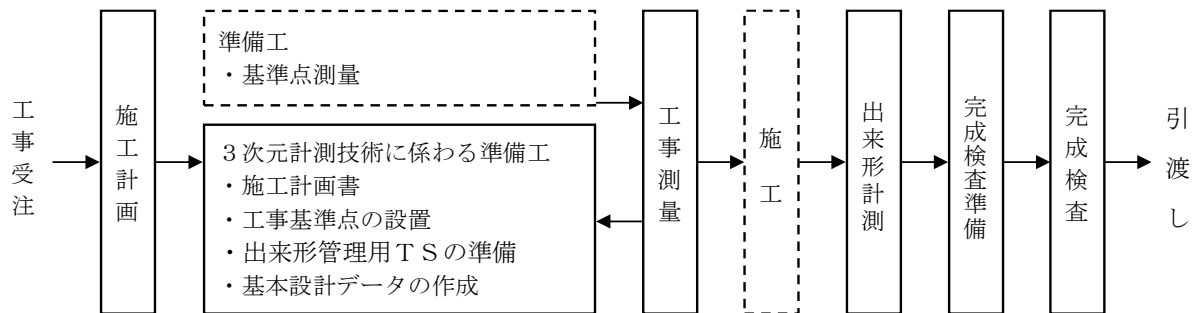 工事受注
施工計画
準備工
・基準点測量
３次元計測技術に係わる準備工
・施工計画書
・工事基準点の設置
・出来形管理用ＴＳの準備
・基本設計データの作成
工事測量
施工
出来形計測
完成検査準備
完成検査
引渡し